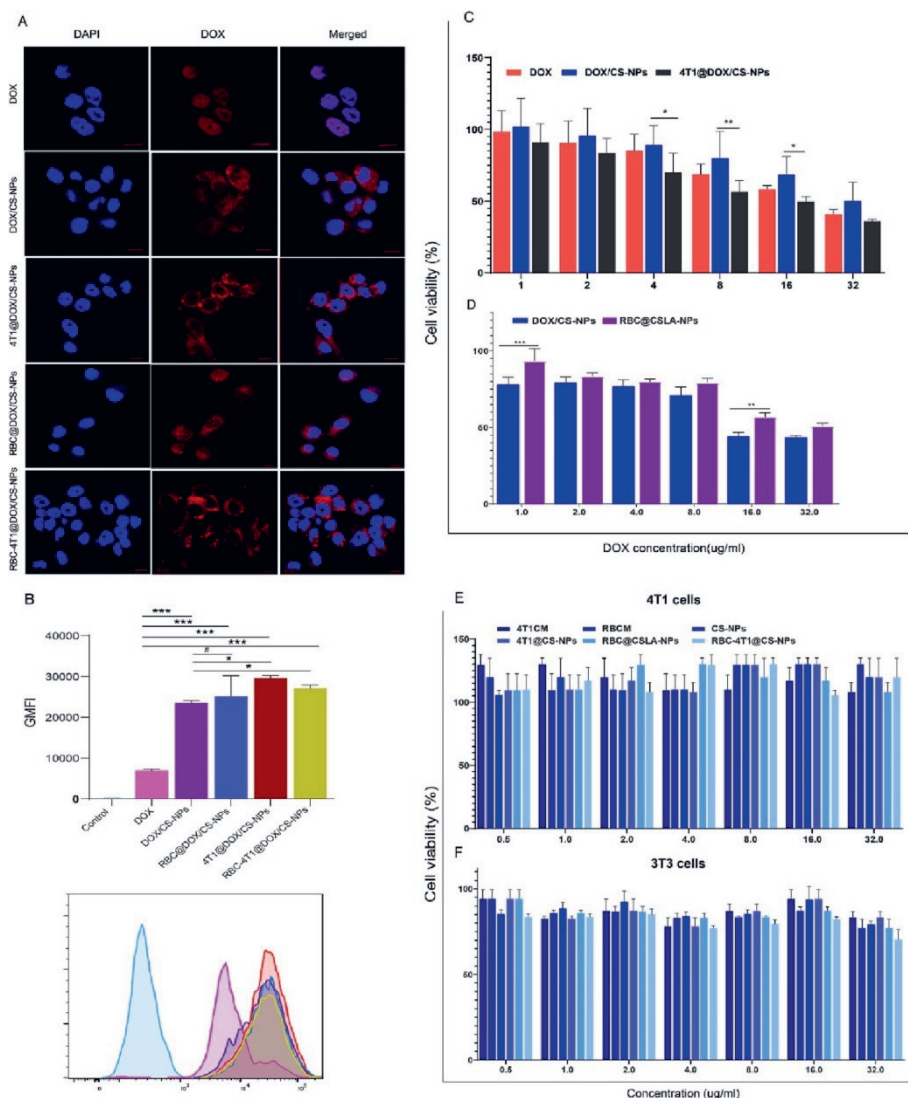 A
DAPI DOX Merged
DOX
DOX/CS-NPs
4T1@DOX/CS-NPs
RBC@DOX/CS-NPs
RBC-4T1@DOX/CS-NPs
B
***
***
***
***
#
*
GMFI
40000
30000
20000
10000
0
Control
DOX
DOX/CS-NPs
RBC@DOX/CS-NPs
4T1@DOX/CS-NPs
RBC-4T1@DOX/CS-NPs
C
DOX DOX/CS-NPs 4T1@DOX/CS-NPs
150
100
50
0
* ** *
1 2 4 8 16 32
Cell viability (%)
D
DOX/CS-NPs RBC@CSLA-NPs
100
50
0
*** **
1.0 2.0 4.0 8.0 16.0 32.0
DOX concentration(ug/ml)
E
4T1 cells
4T1CM RBCM CS-NPs
4T1@CS-NPs RBC@CSLA-NPs RBC-4T1@CS-NPs
150
100
50
0
0.5 1.0 2.0 4.0 8.0 16.0 32.0
Cell viability (%)
F
3T3 cells
100
50
0
0.5 1.0 2.0 4.0 8.0 16.0 32.0
Concentration (ug/ml)